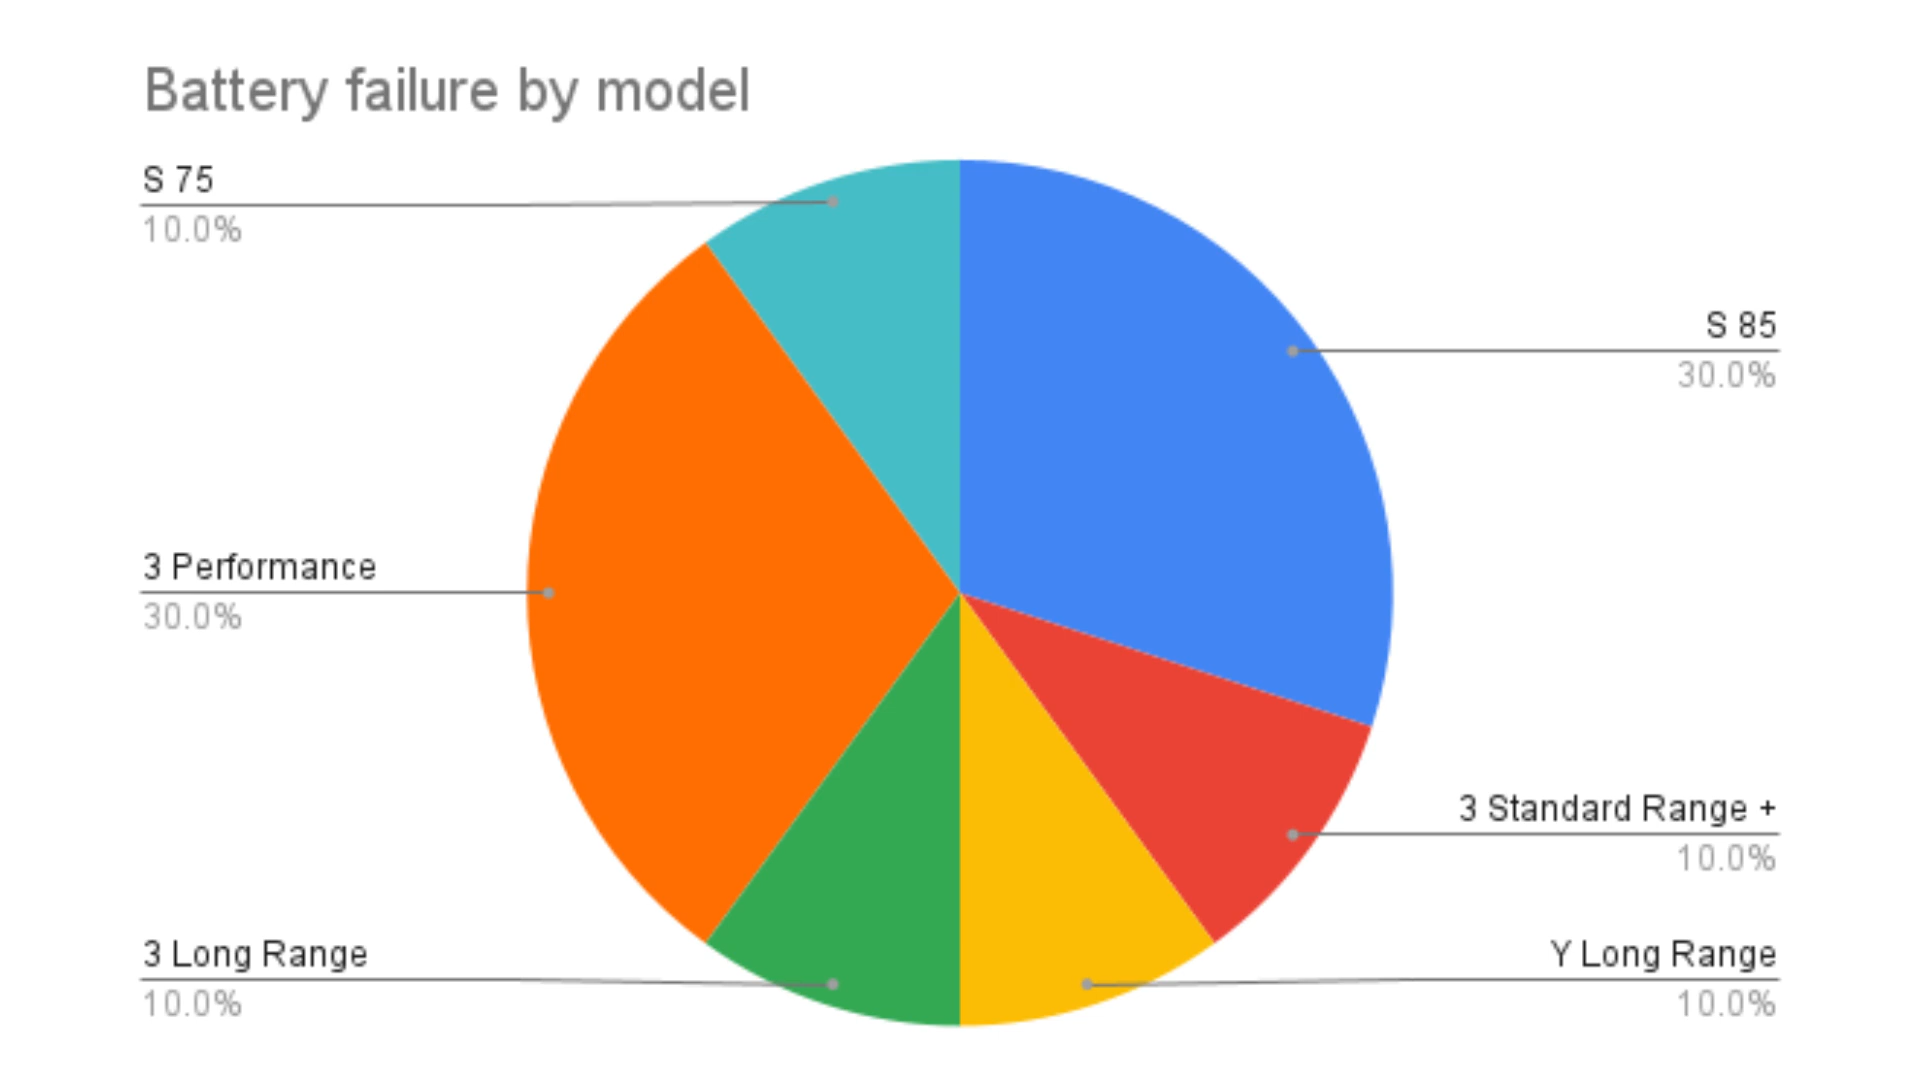 Battery failure by model
S 75
10.0%
S 85
30.0%
3 Performance
30.0%
3 Standard Range +
10.0%
3 Long Range
10.0%
Y Long Range
10.0%